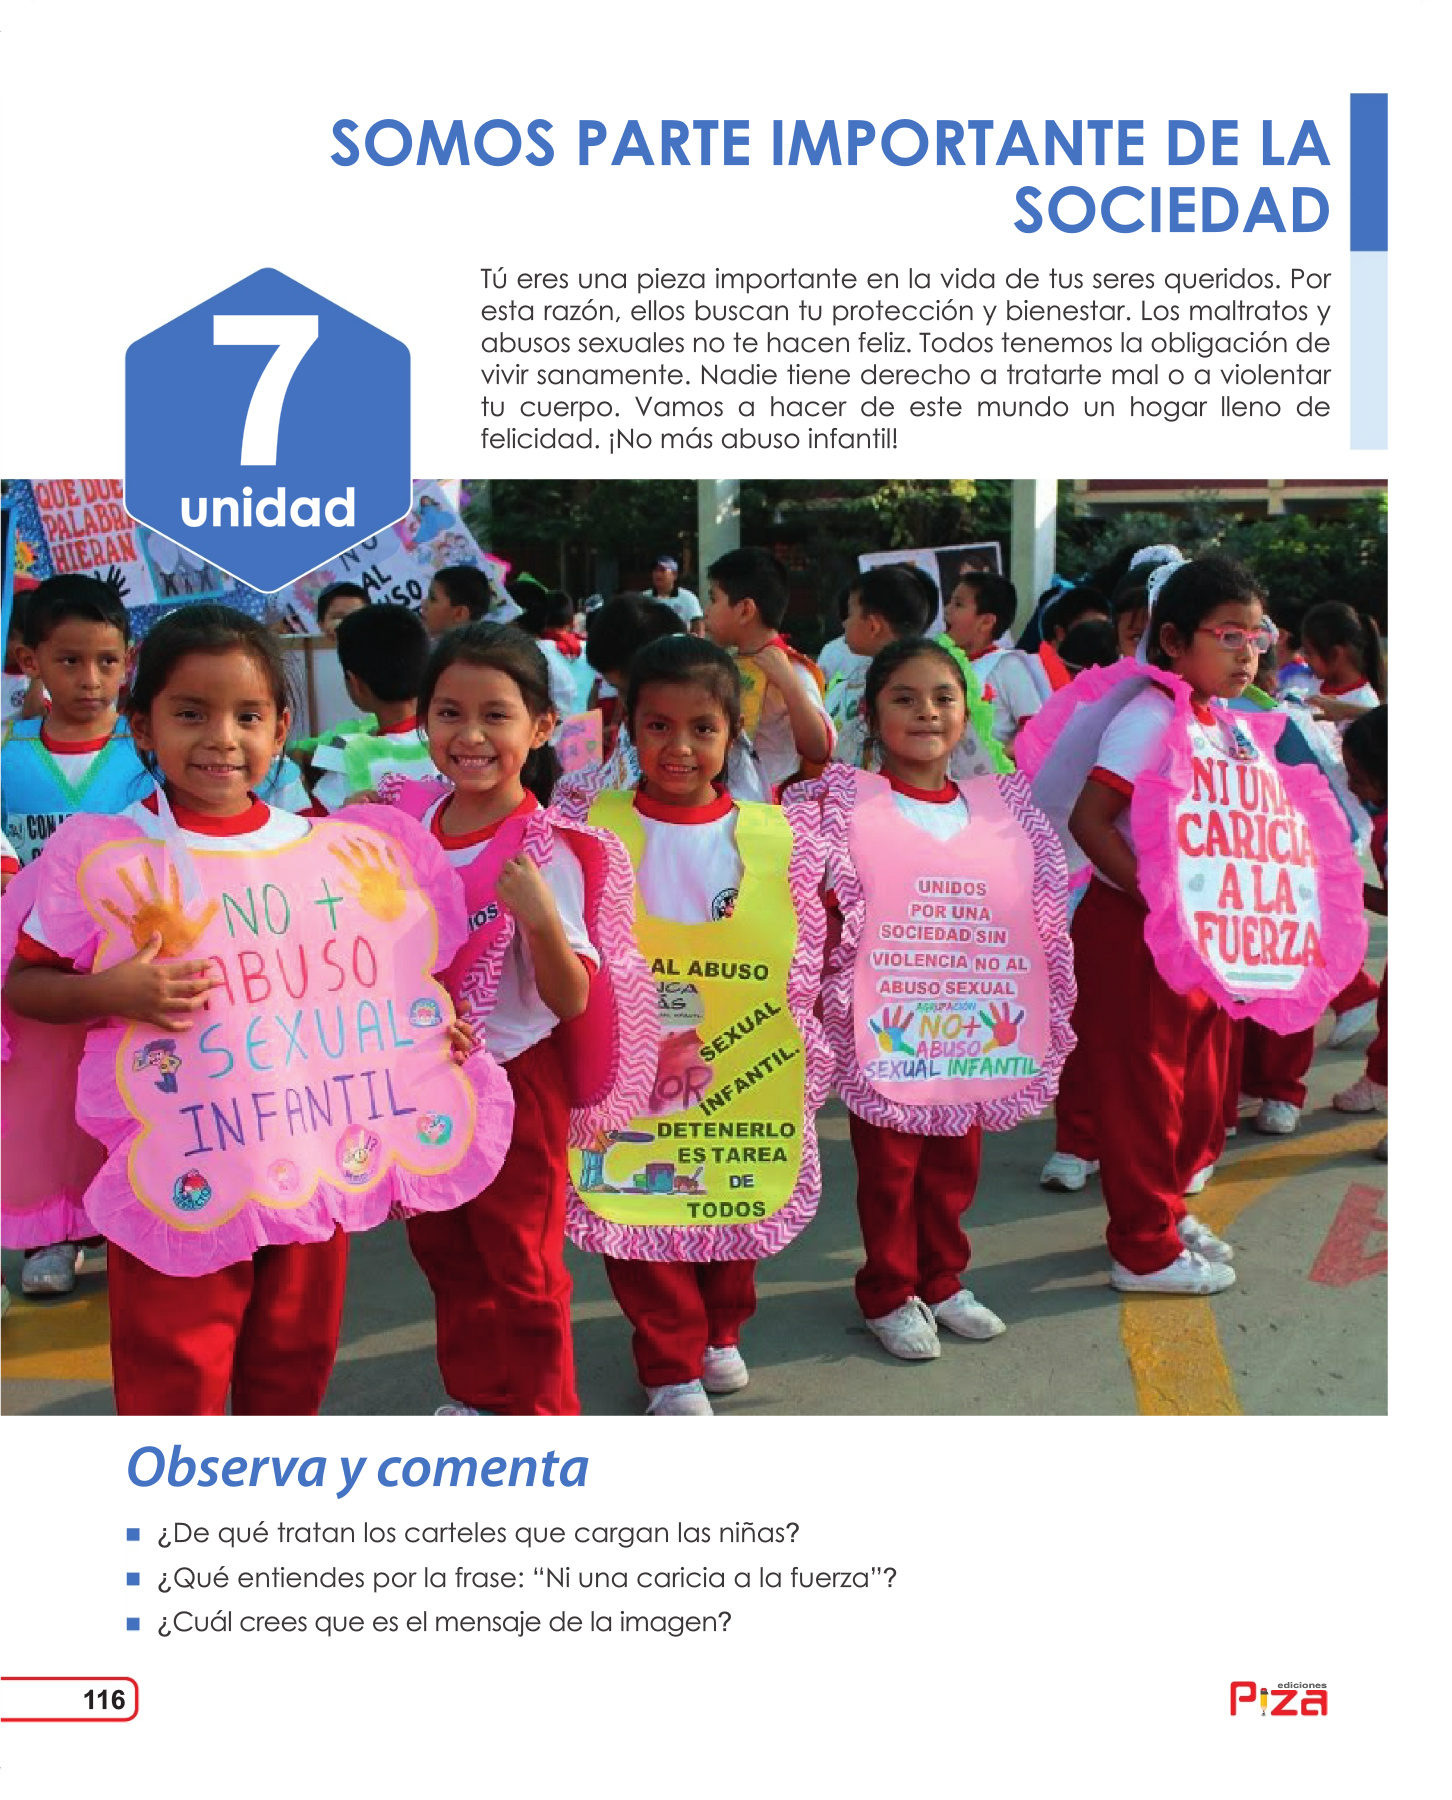 SOMOS PARTE IMPORTANTE DE LA
SOCIEDAD
Tú eres una pieza importante en la vida de tus seres queridos. Por
esta razón, ellos buscan tu protección y bienestar. Los maltratos y
abusos sexuales no te hacen feliz. Todos tenemos la obligación de
vivir sanamente. Nadie tiene derecho a tratarte mal o a violentar
tu cuerpo. Vamos a hacer de este mundo un hogar lleno de
felicidad. ¡No más abuso infantil!
7
unidad
QUE DUE
PALABR
HIERAN
NO
AL
USO
CON
NO +
ABUSO
SEXUAL
INFANTIL
IOS
AL ABUSO
SEXUAL
INFANTIL.
DETENERLO
ES TAREA
DE
TODOS
UNIDOS
POR UNA
SOCIEDAD SIN
VIOLENCIA NO AL
ABUSO SEXUAL
AGRUPACIÓN
NO+
ABUSO
SEXUAL INFANTIL
NI UNA
CARICIA
A LA
FUERZA
Observa y comenta
¿De qué tratan los carteles que cargan las niñas?
¿Qué entiendes por la frase: “Ni una caricia a la fuerza”?
¿Cuál crees que es el mensaje de la imagen?
116
ediciones
Piza